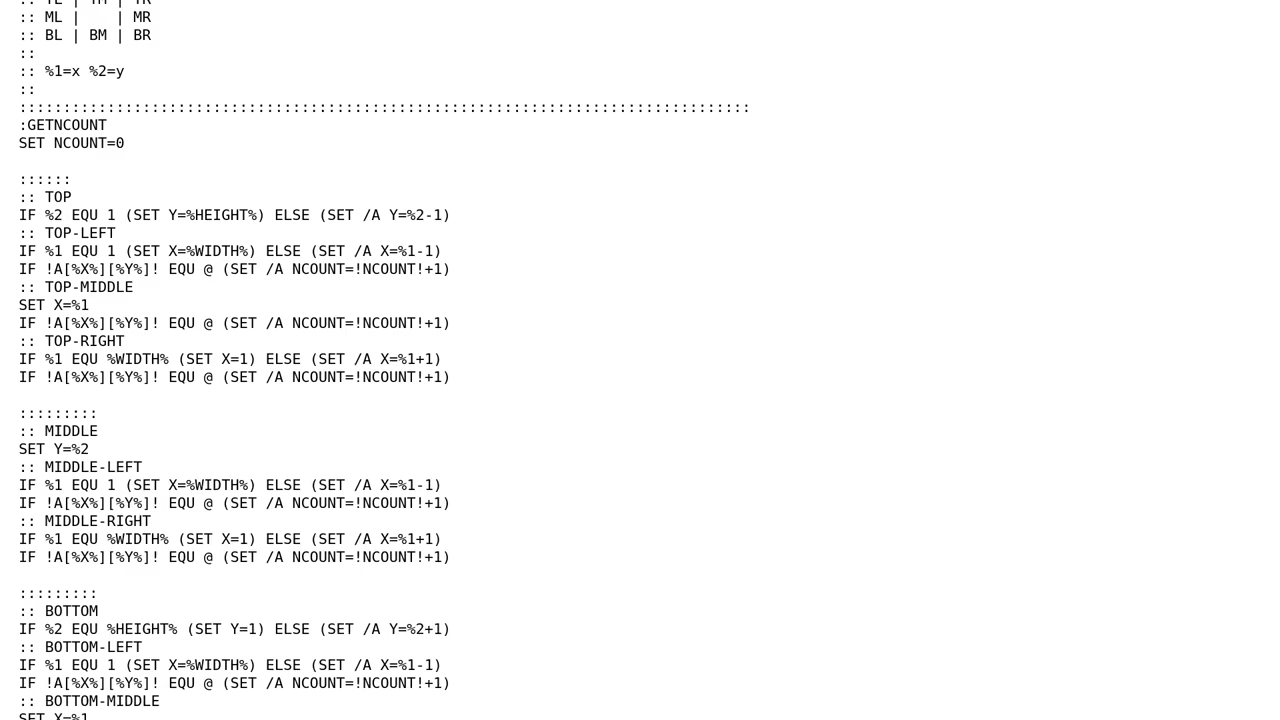 :: TL | TM | TR
:: ML |    | MR
:: BL | BM | BR
::
:: %1=x %2=y
::
:::::::::::::::::::::::::::::::::::::::::::::::::::::::::::::::::::::::::::::::::::
:GETNCOUNT
SET NCOUNT=0

::::::
:: TOP
IF %2 EQU 1 (SET Y=%HEIGHT%) ELSE (SET /A Y=%2-1)
:: TOP-LEFT
IF %1 EQU 1 (SET X=%WIDTH%) ELSE (SET /A X=%1-1)
IF !A[%X%][%Y%]! EQU @ (SET /A NCOUNT=!NCOUNT!+1)
:: TOP-MIDDLE
SET X=%1
IF !A[%X%][%Y%]! EQU @ (SET /A NCOUNT=!NCOUNT!+1)
:: TOP-RIGHT
IF %1 EQU %WIDTH% (SET X=1) ELSE (SET /A X=%1+1)
IF !A[%X%][%Y%]! EQU @ (SET /A NCOUNT=!NCOUNT!+1)

:::::::::
:: MIDDLE
SET Y=%2
:: MIDDLE-LEFT
IF %1 EQU 1 (SET X=%WIDTH%) ELSE (SET /A X=%1-1)
IF !A[%X%][%Y%]! EQU @ (SET /A NCOUNT=!NCOUNT!+1)
:: MIDDLE-RIGHT
IF %1 EQU %WIDTH% (SET X=1) ELSE (SET /A X=%1+1)
IF !A[%X%][%Y%]! EQU @ (SET /A NCOUNT=!NCOUNT!+1)

:::::::::
:: BOTTOM
IF %2 EQU %HEIGHT% (SET Y=1) ELSE (SET /A Y=%2+1)
:: BOTTOM-LEFT
IF %1 EQU 1 (SET X=%WIDTH%) ELSE (SET /A X=%1-1)
IF !A[%X%][%Y%]! EQU @ (SET /A NCOUNT=!NCOUNT!+1)
:: BOTTOM-MIDDLE
SET X=%1